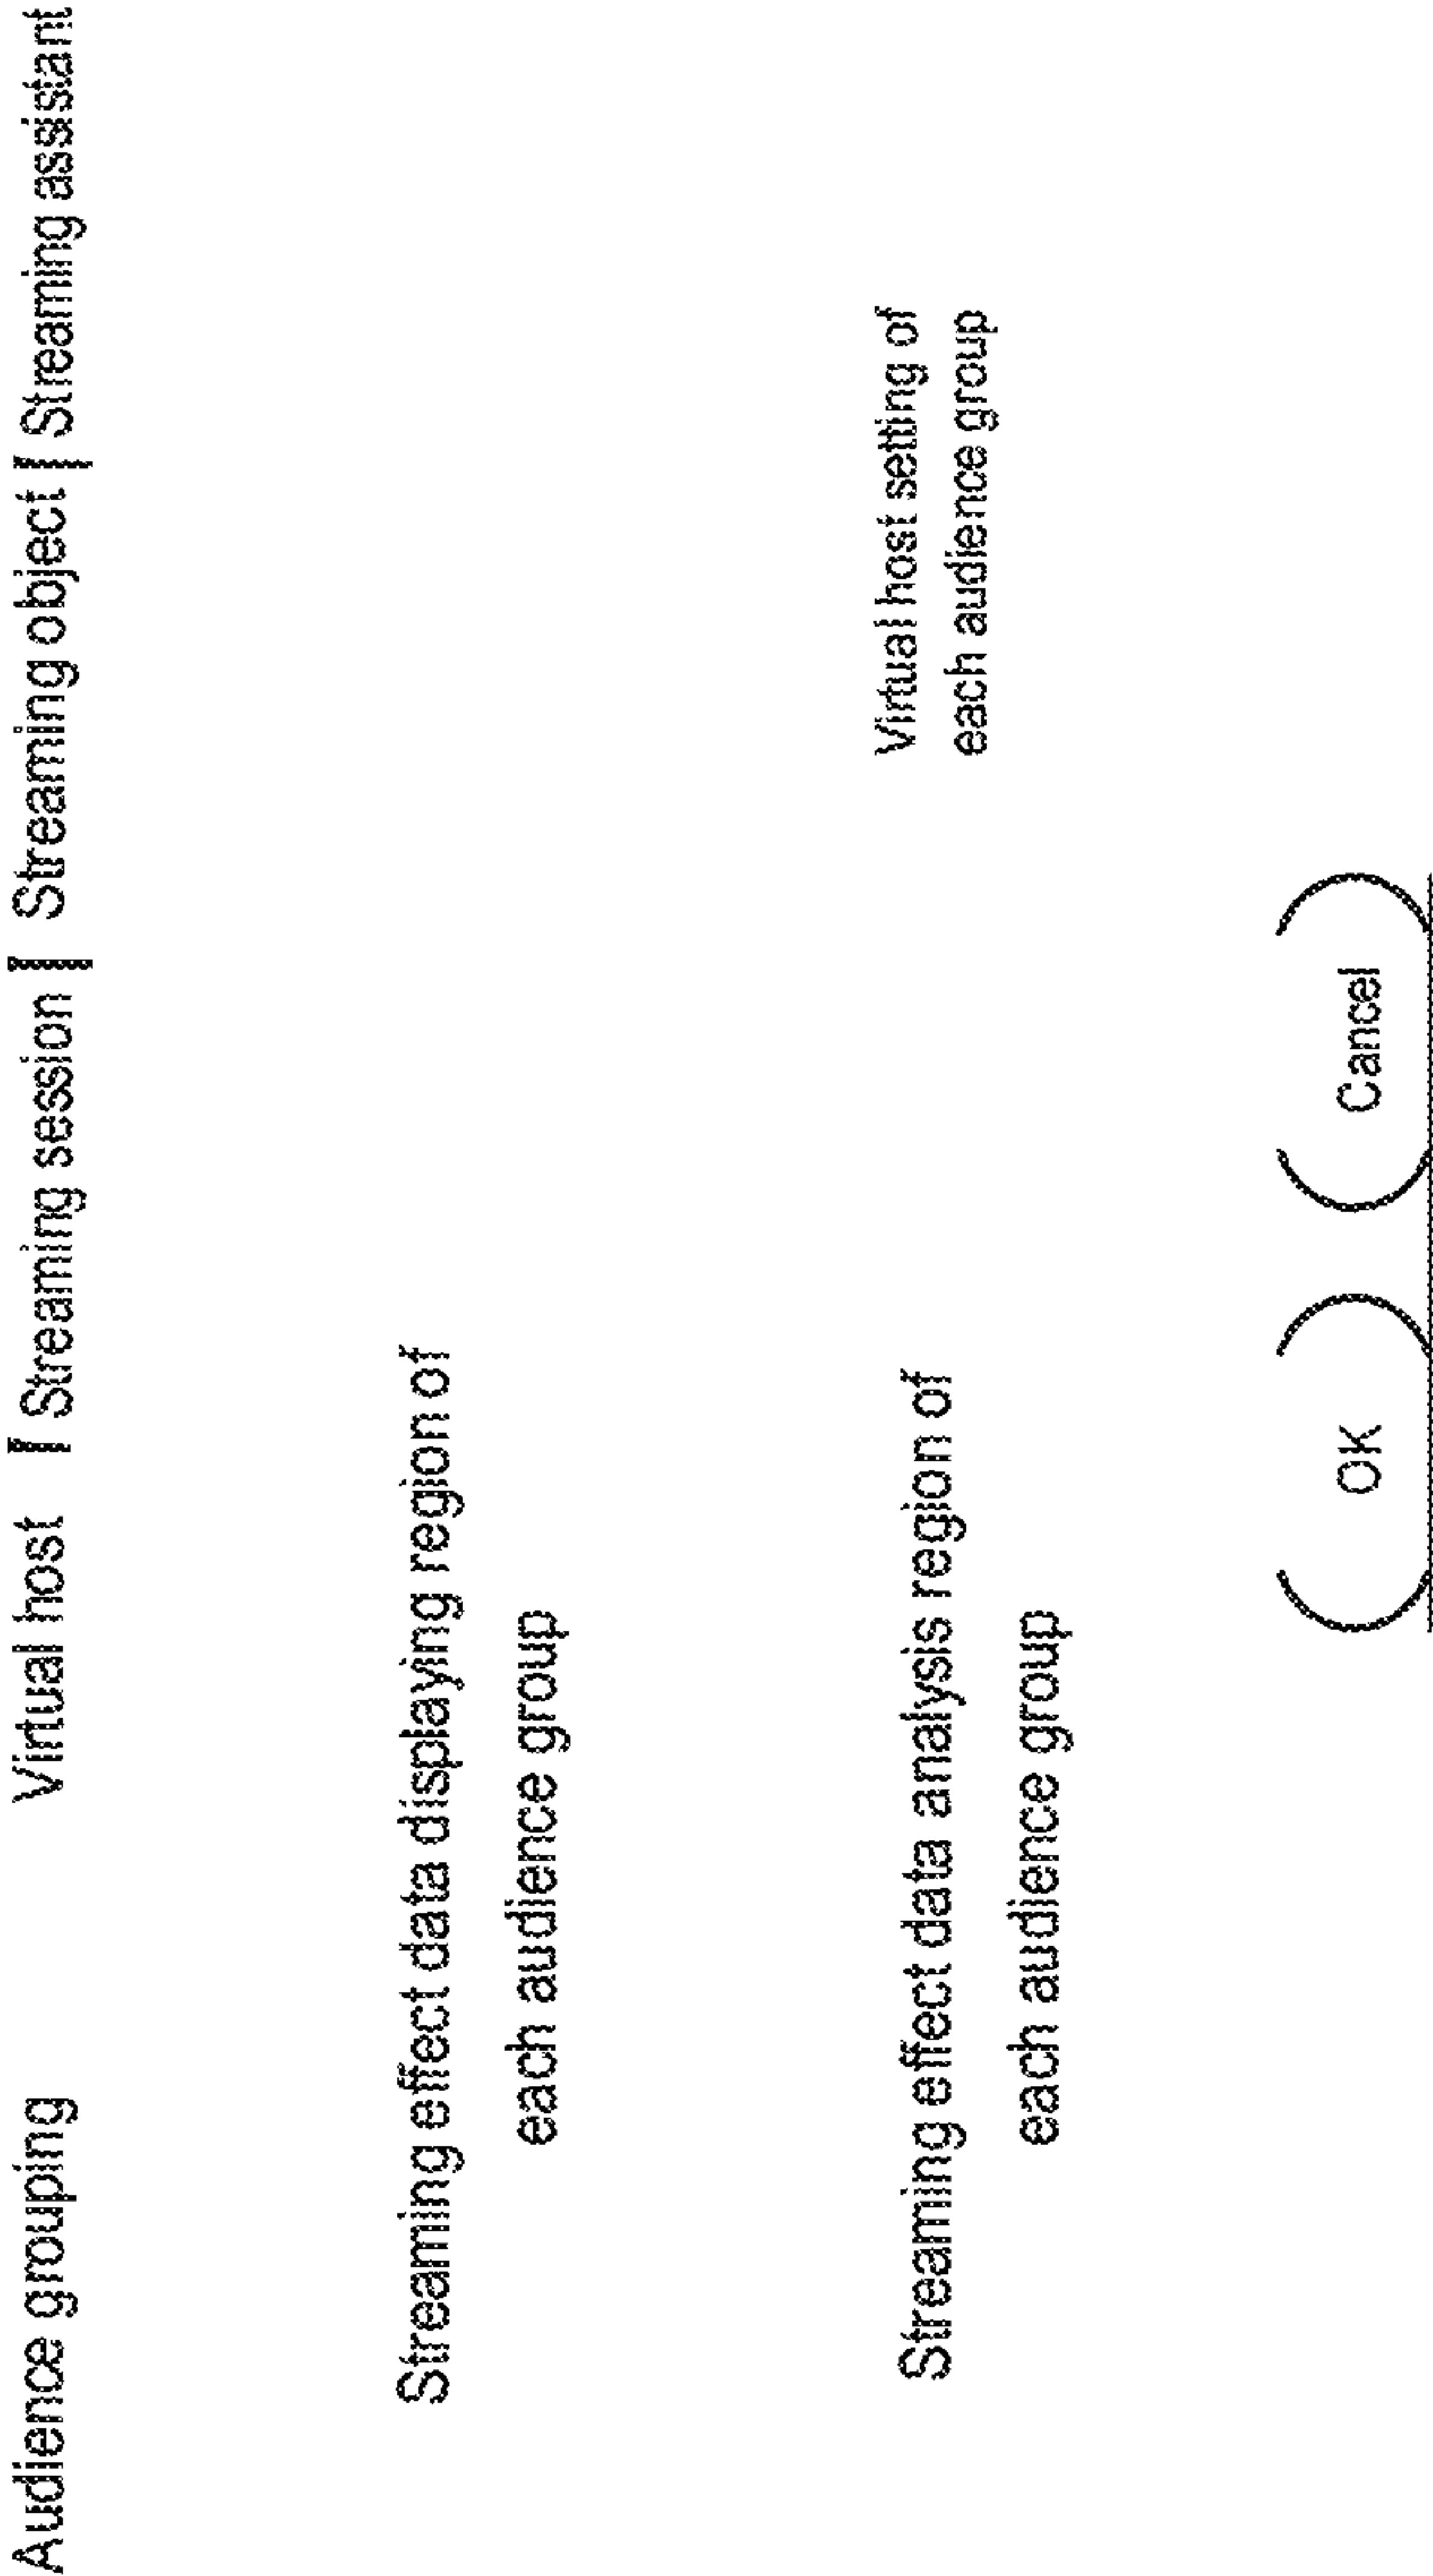 Audience grouping Virtual host Streaming session Streaming object Streaming assistant
Streaming effect data displaying region of
each audience group
Streaming effect data analysis region of
each audience group
Virtual host setting of
each audience group
OK Cancel